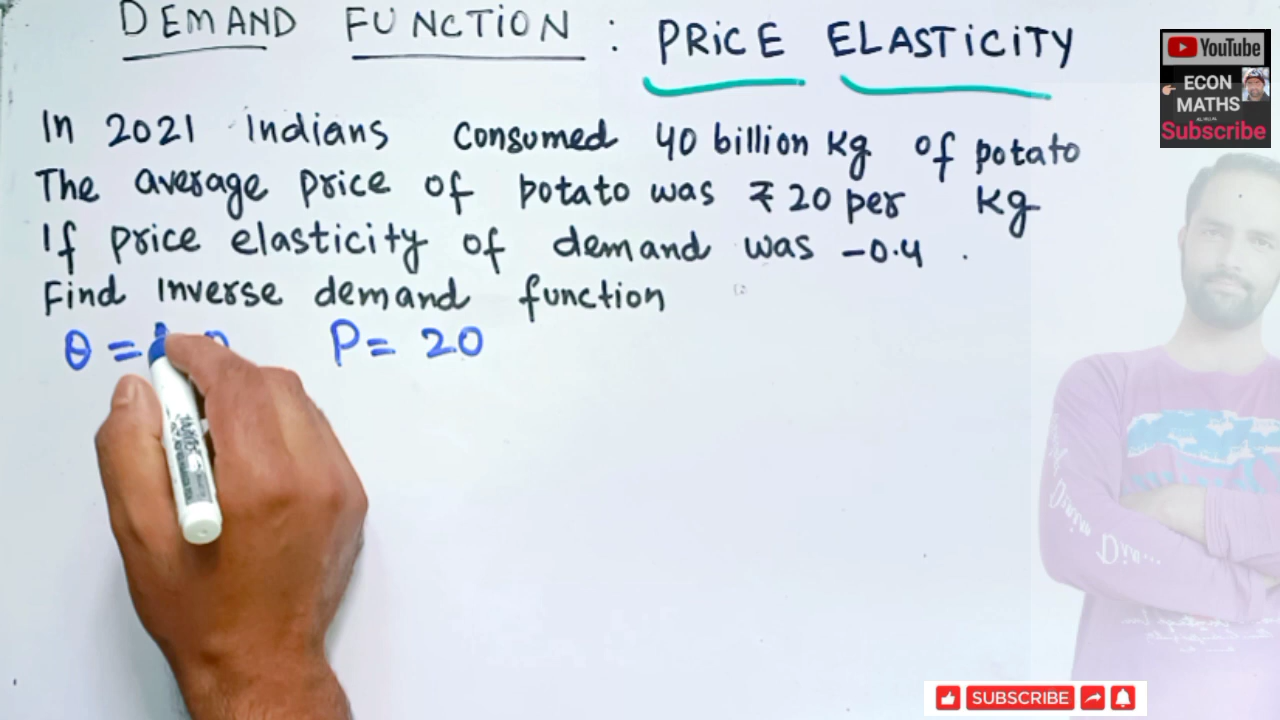 DEMAND FUNCTION : PRICE ELASTICITY
In 2021 Indians Consumed 40 billion Kg of potato
The average price of potato was ₹ 20 per Kg
If price elasticity of demand was -0.4 .
Find Inverse demand function
P = 20
YouTube
ECON
MATHS
Subscribe
SUBSCRIBE